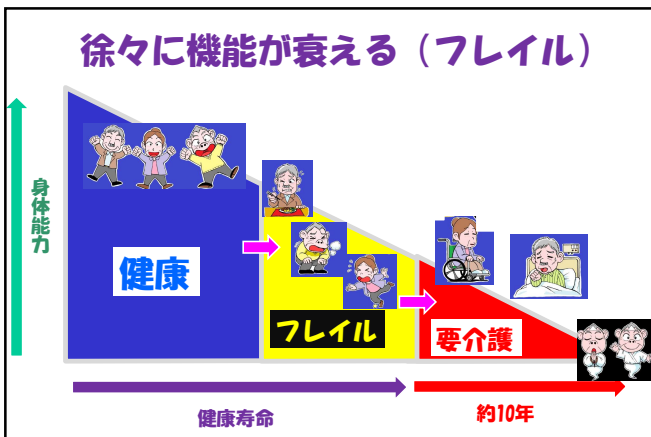 徐々に機能が衰える（フレイル）
身体能力
健康
フレイル
要介護
健康寿命
約10年